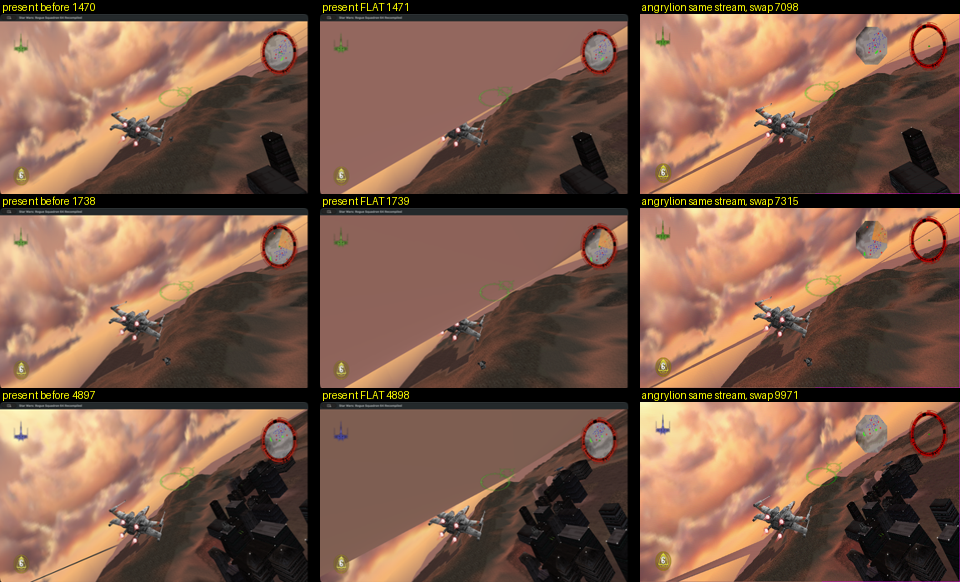 present before 1470
present FLAT 1471
angrylion same stream, swap 7098
present before 1738
present FLAT 1739
angrylion same stream, swap 7315
present before 4897
present FLAT 4898
angrylion same stream, swap 9971